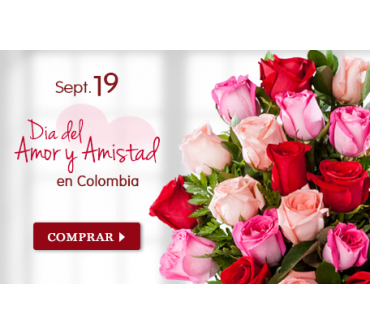 Sept. 19
Dia del
Amor y Amistad
en Colombia
COMPRAR